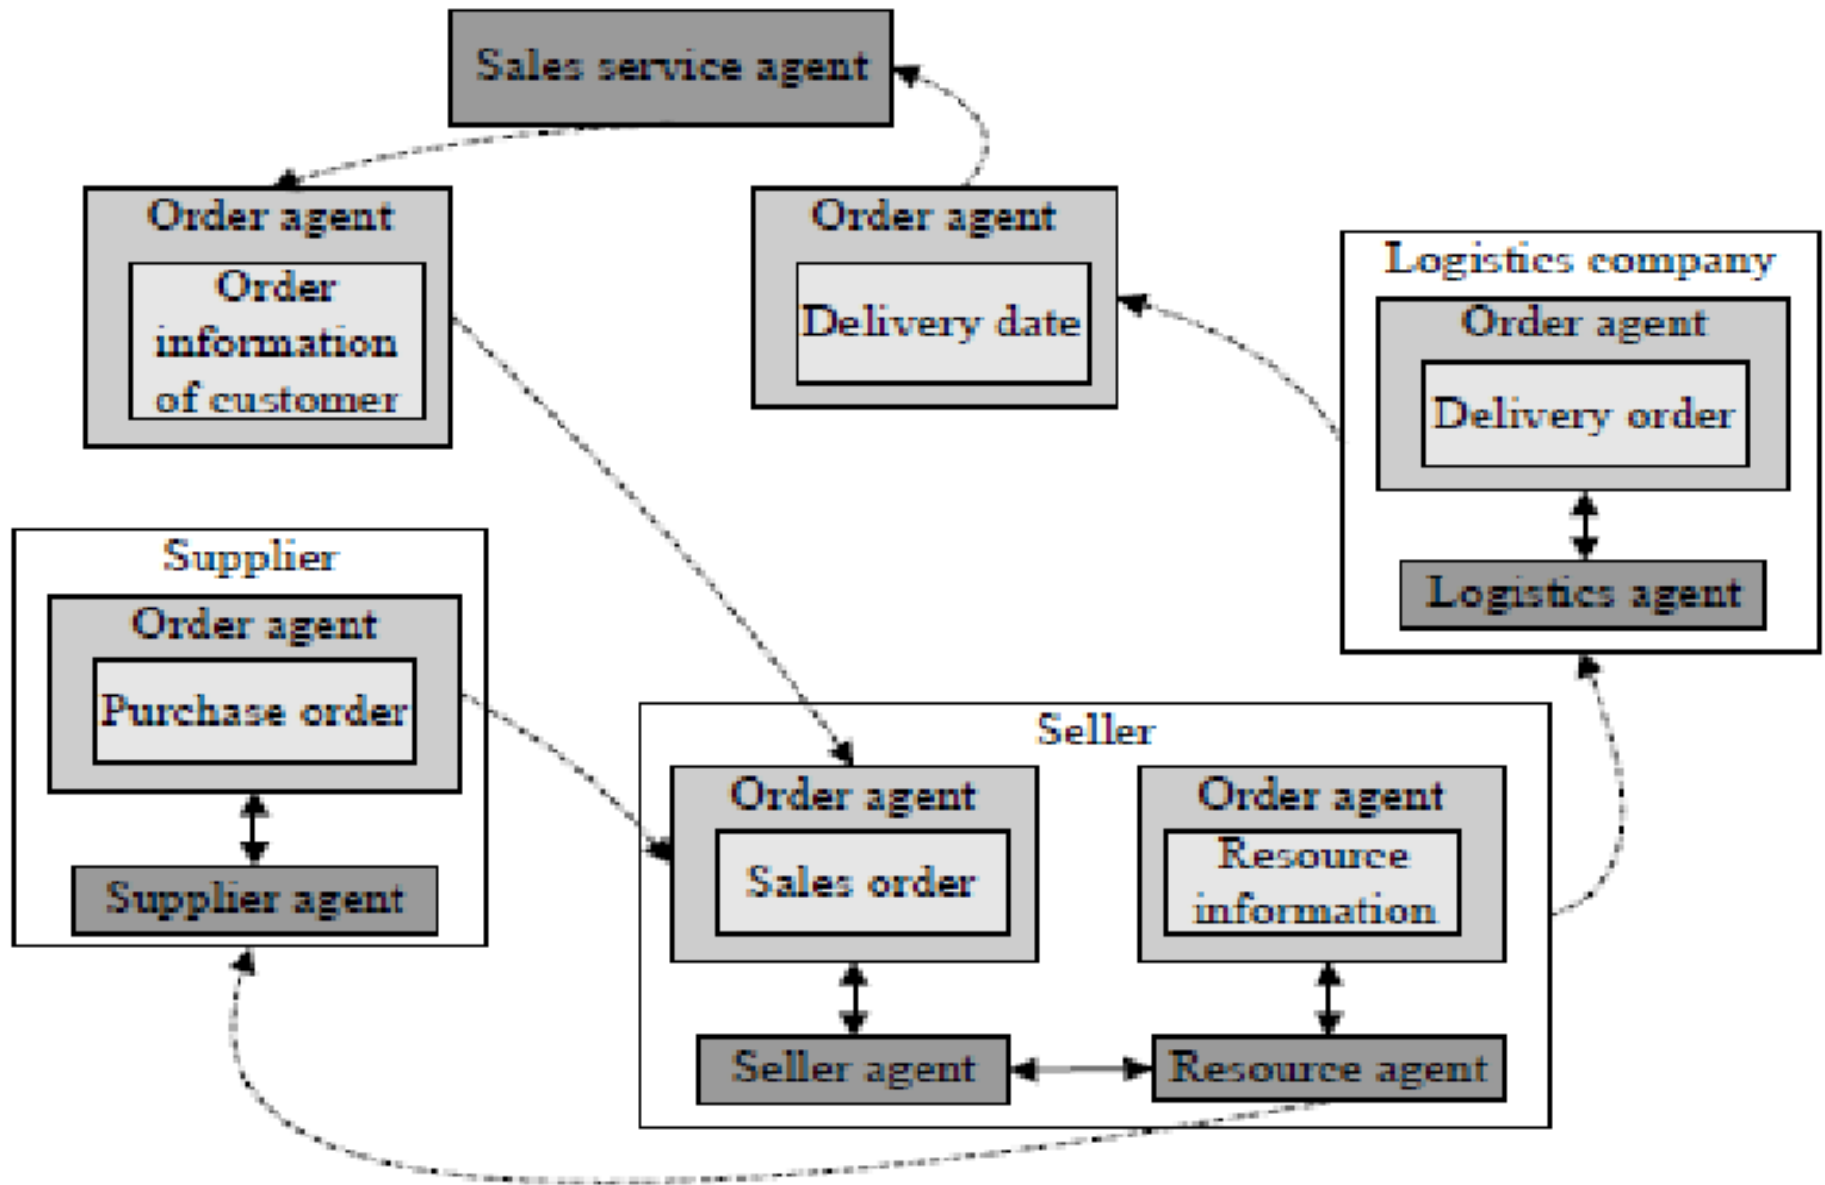 Sales service agent
Order agent
Order
information
of customer
Order agent
Delivery date
Logistics company
Order agent
Delivery order
Logistics agent
Supplier
Order agent
Purchase order
Supplier agent
Seller
Order agent
Sales order
Order agent
Resource
information
Seller agent
Resource agent